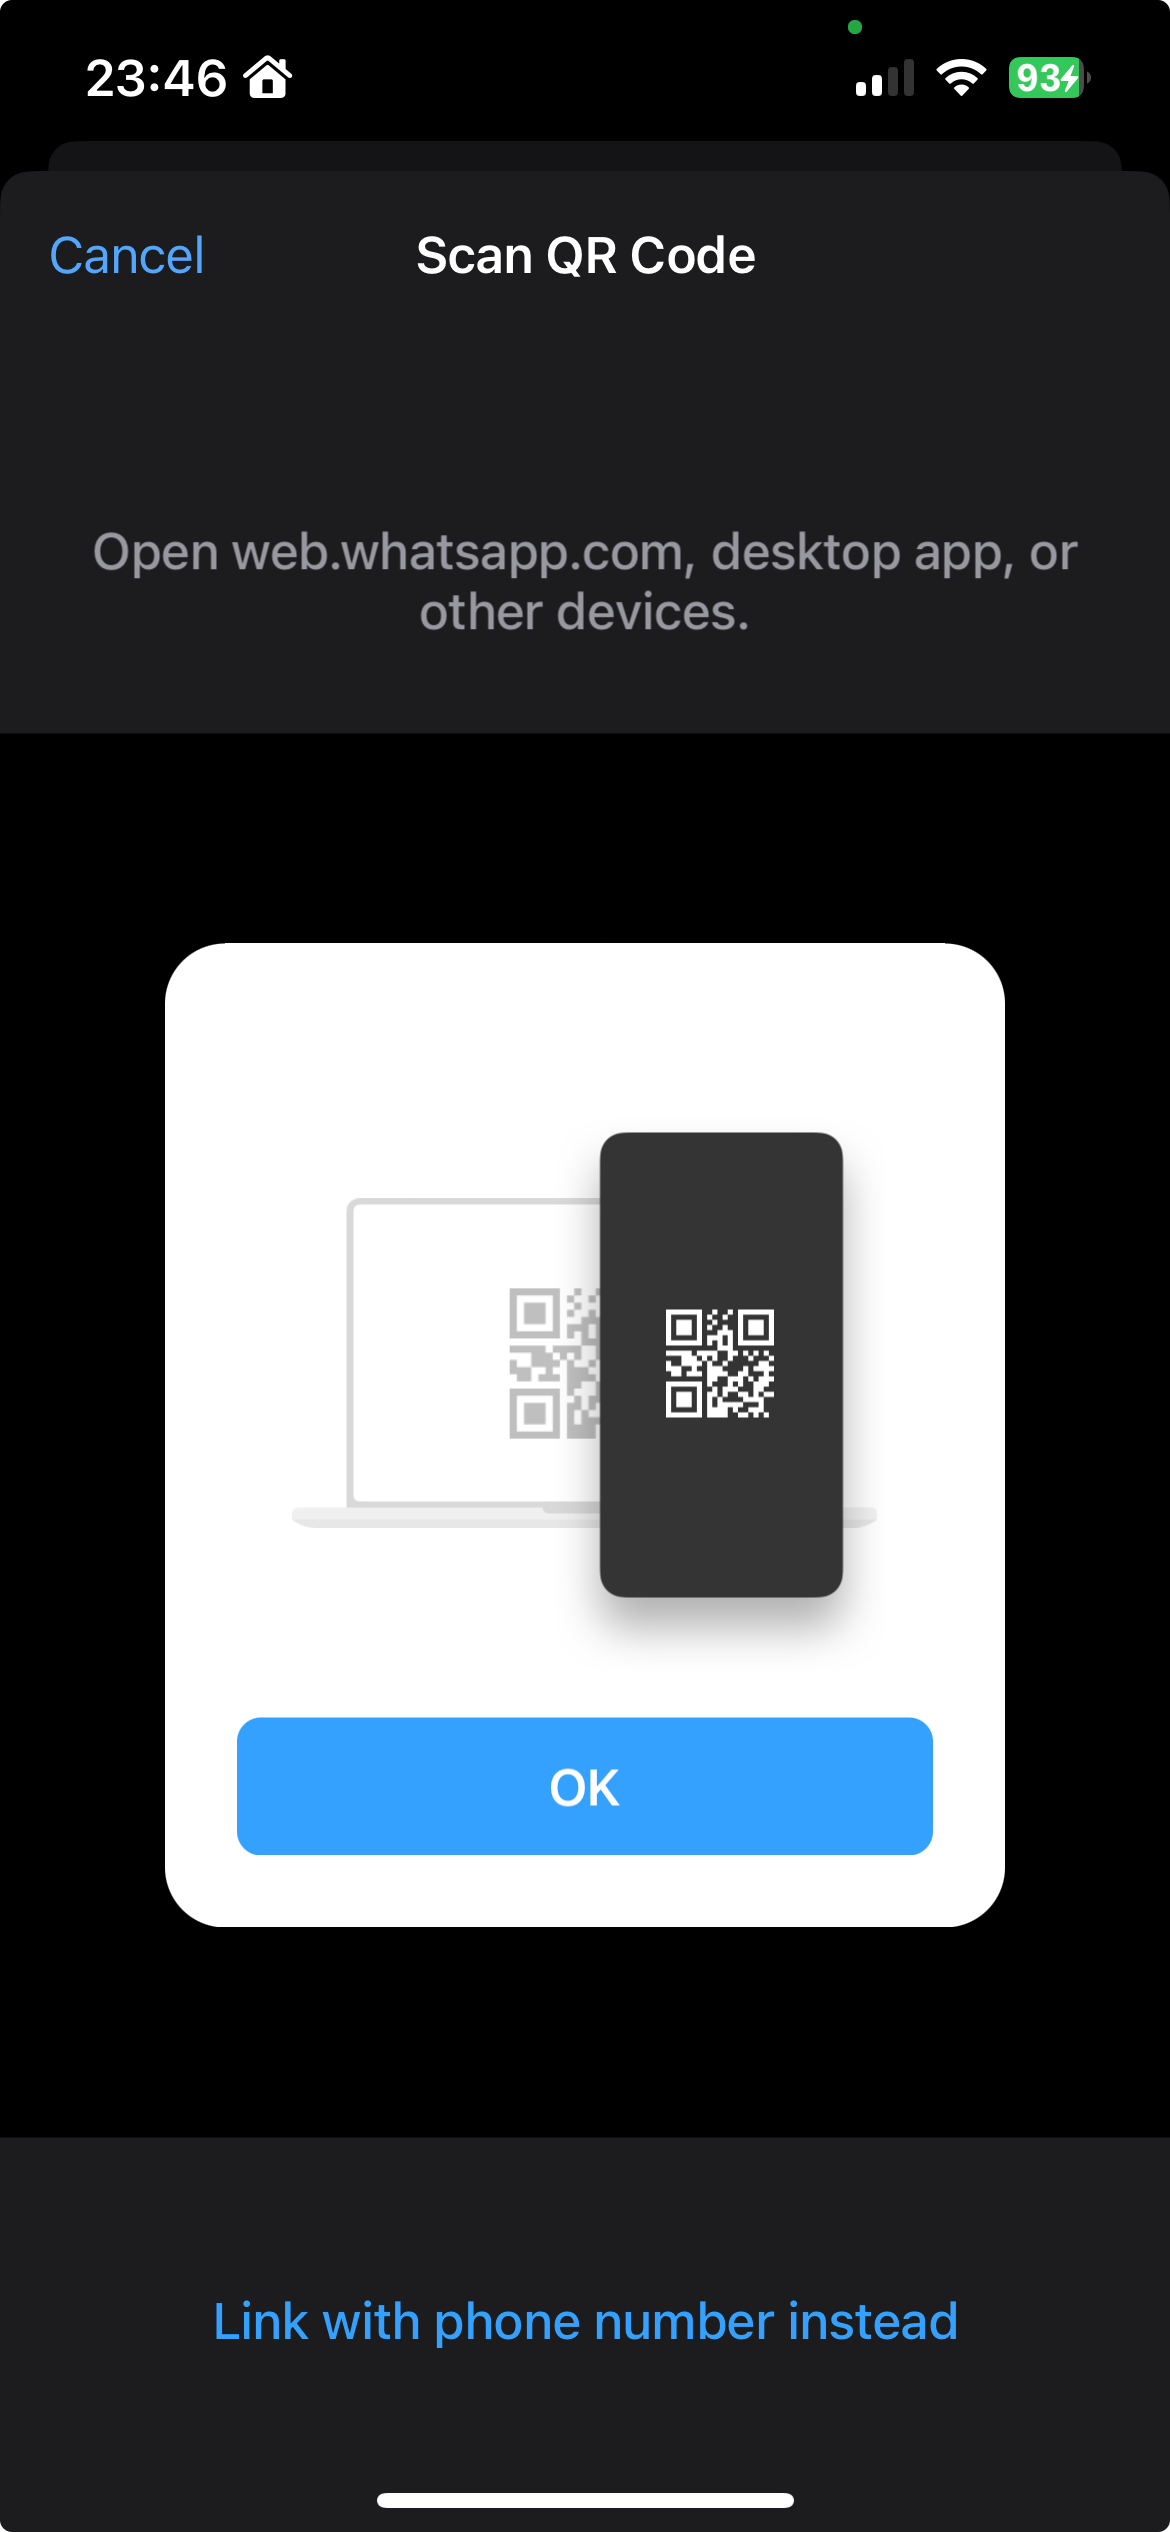 23:46
93
Cancel
Scan QR Code
Open web.whatsapp.com, desktop app, or
other devices.
OK
Link with phone number instead